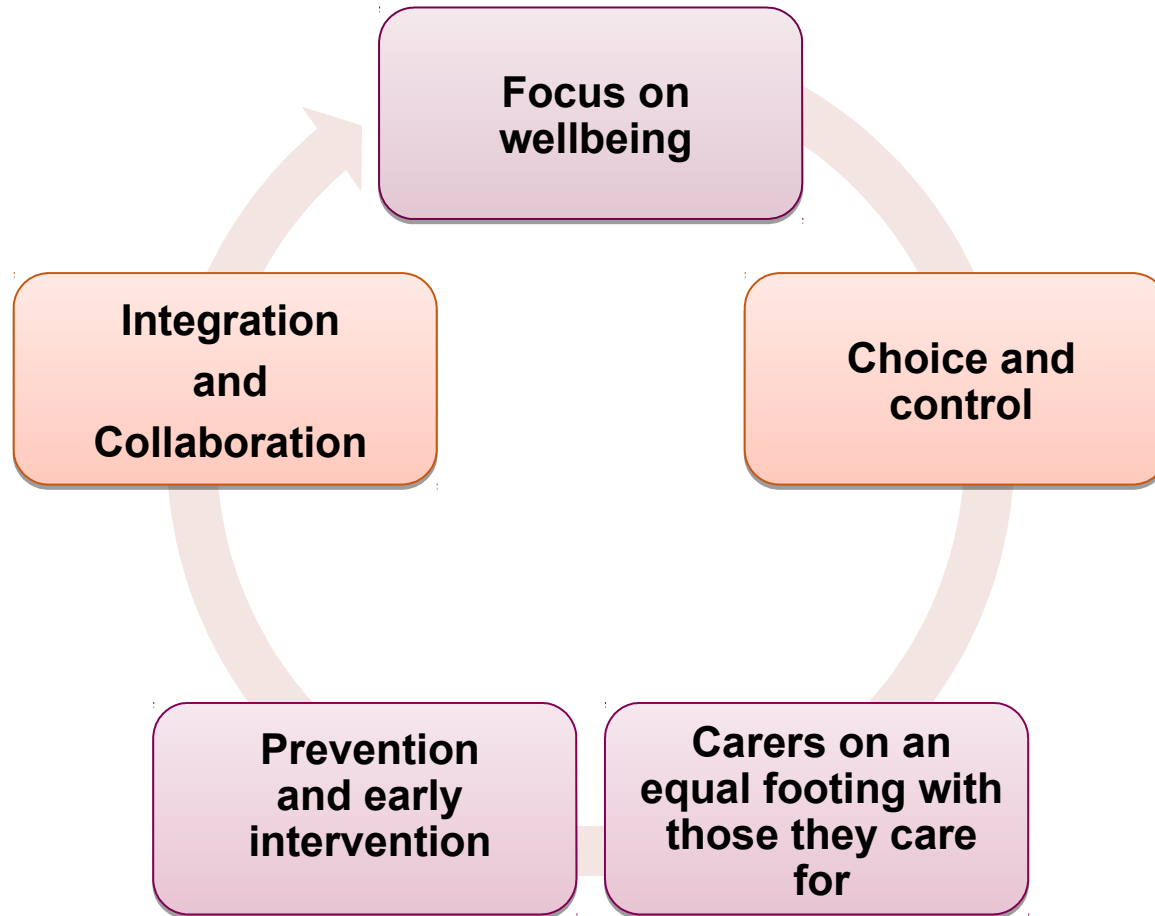 Focus on
wellbeing
Choice and
control
Carers on an
equal footing with
those they care
for
Prevention
and early
intervention
Integration
and
Collaboration